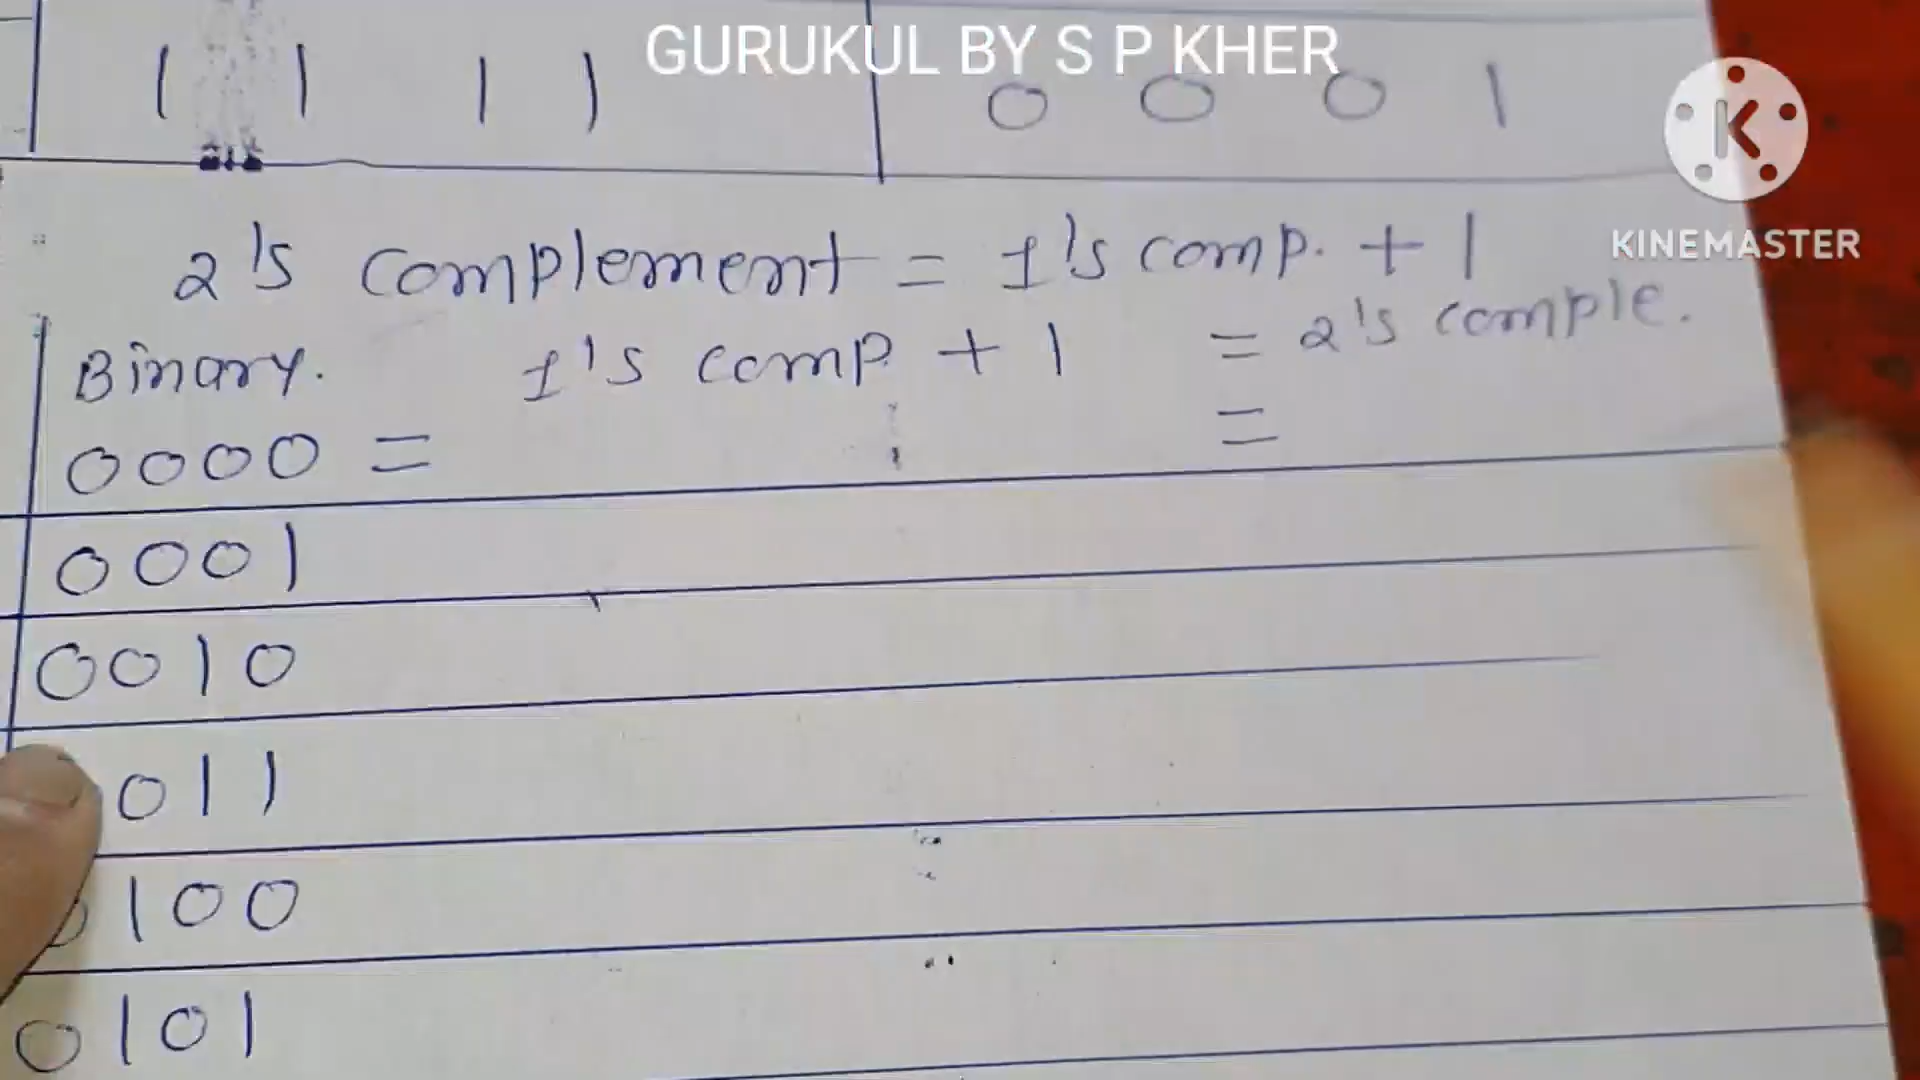 GURUKUL BY S P KHER
1 1 1 1 0 0 0 1
KINEMASTER
2's complement = 1's comp. + 1
Binary. 1's comp. + 1 = 2's comple.
0000 = =
0001
0010
011
0100
0101